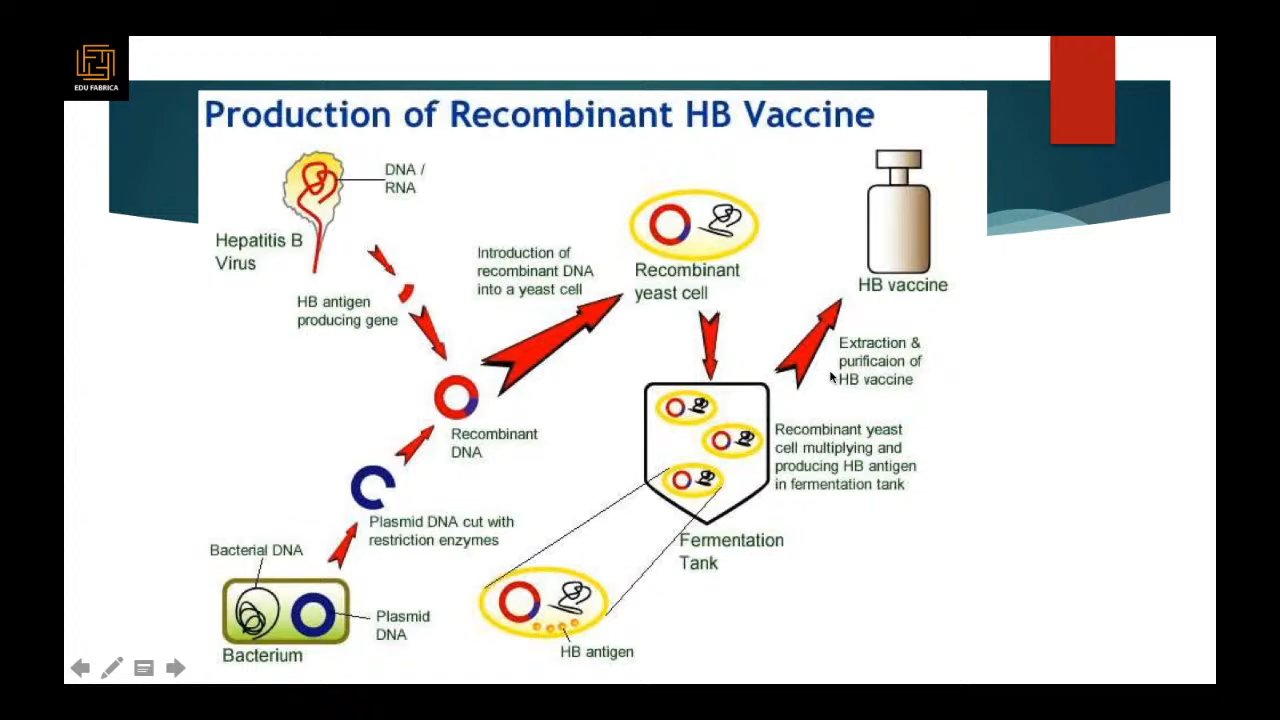 EDU FABRICA
Production of Recombinant HB Vaccine
DNA /
RNA
Hepatitis B
Virus
HB antigen
producing gene
Introduction of
recombinant DNA
into a yeast cell
Recombinant
yeast cell
HB vaccine
Extraction &
purificaion of
HB vaccine
Recombinant
DNA
Recombinant yeast
cell multiplying and
producing HB antigen
in fermentation tank
Plasmid DNA cut with
restriction enzymes
Fermentation
Tank
Bacterial DNA
Plasmid
DNA
Bacterium
HB antigen